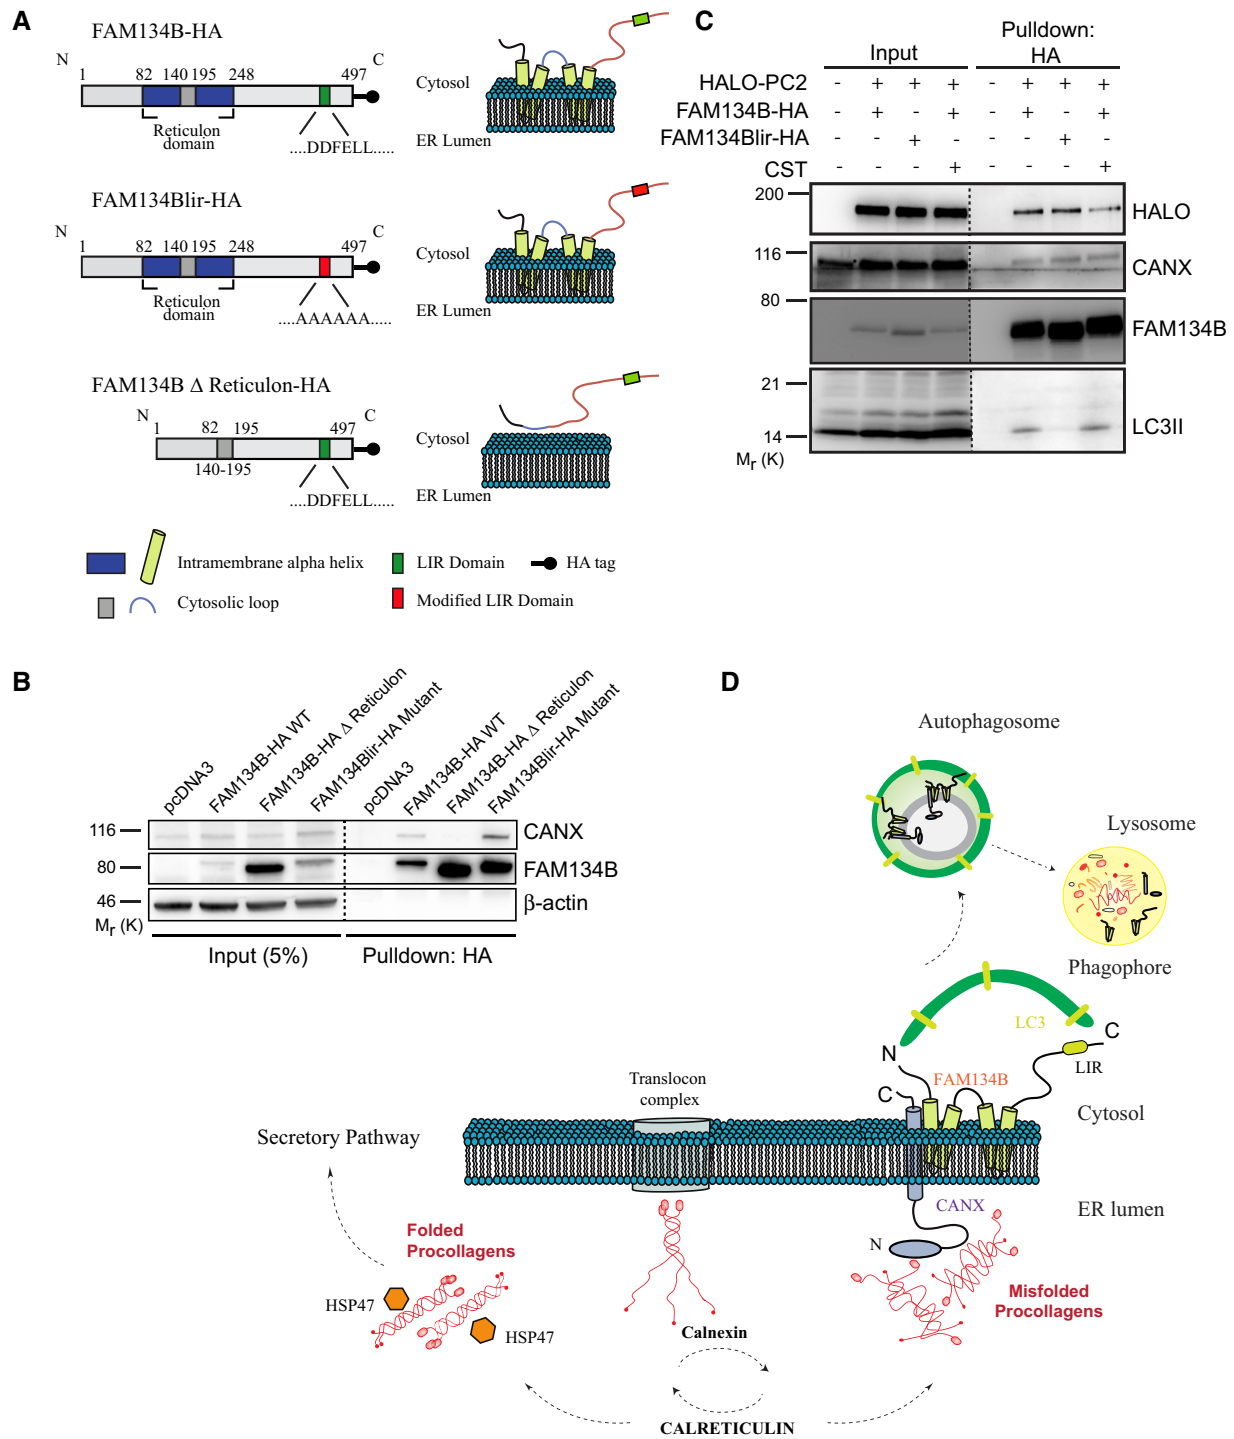 A
FAM134B-HA
N
C
1 82 140 195 248 497
Reticulon
domain
....DDFELL.....
Cytosol
ER Lumen
FAM134Blir-HA
N
C
1 82 140 195 248 497
Reticulon
domain
....AAAAAA.....
Cytosol
ER Lumen
FAM134B Δ Reticulon-HA
N
C
1 82 195 497
140-195
....DDFELL.....
Cytosol
ER Lumen
Intramembrane alpha helix
LIR Domain
HA tag
Cytosolic loop
Modified LIR Domain
C
Input
Pulldown:
HA
HALO-PC2 - + + + - + + +
FAM134B-HA - + - + - + - +
FAM134Blir-HA - - + - - - + -
CST - - - + - - - +
200
HALO
116
CANX
80
FAM134B
21
14
LC3II
Mr (K)
B
pcDNA3
FAM134B-HA WT
FAM134B-HA Δ Reticulon
FAM134Blir-HA Mutant
pcDNA3
FAM134B-HA WT
FAM134B-HA Δ Reticulon
FAM134Blir-HA Mutant
116
CANX
80
FAM134B
46
β-actin
Mr (K)
Input (5%)
Pulldown: HA
D
Autophagosome
Lysosome
Phagophore
LC3
N
C
LIR
FAM134B
C
Cytosol
Translocon
complex
Secretory Pathway
CANX
ER lumen
N
Folded
Procollagens
HSP47
HSP47
Misfolded
Procollagens
Calnexin
CALRETICULIN